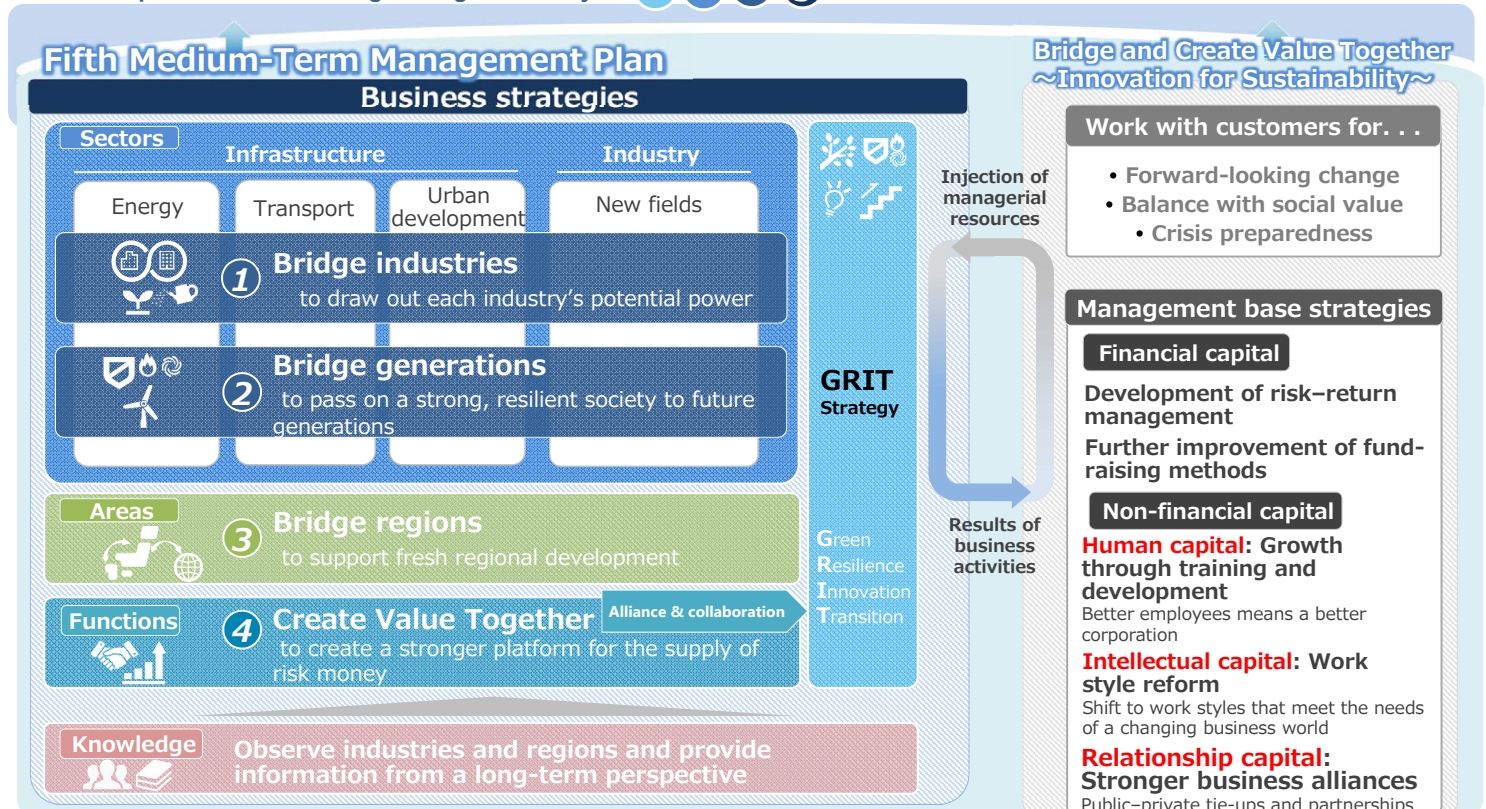 Fifth Medium-Term Management Plan
Business strategies
Sectors
Infrastructure
Industry
Energy
Transport
Urban
development
New fields
1 Bridge industries
to draw out each industry’s potential power
2 Bridge generations
to pass on a strong, resilient society to future
generations
Areas
3 Bridge regions
to support fresh regional development
Functions
4 Create Value Together
Alliance & collaboration
to create a stronger platform for the supply of
risk money
Knowledge
Observe industries and regions and provide
information from a long-term perspective
GRIT
Strategy
Green
Resilience
Innovation
Transition
Injection of
managerial
resources
Results of
business
activities
Bridge and Create Value Together
~Innovation for Sustainability~
Work with customers for. . .
• Forward-looking change
• Balance with social value
• Crisis preparedness
Management base strategies
Financial capital
Development of risk–return
management
Further improvement of fund-
raising methods
Non-financial capital
Human capital: Growth
through training and
development
Better employees means a better
corporation
Intellectual capital: Work
style reform
Shift to work styles that meet the needs
of a changing business world
Relationship capital:
Stronger business alliances
Public–private tie-ups and partnerships